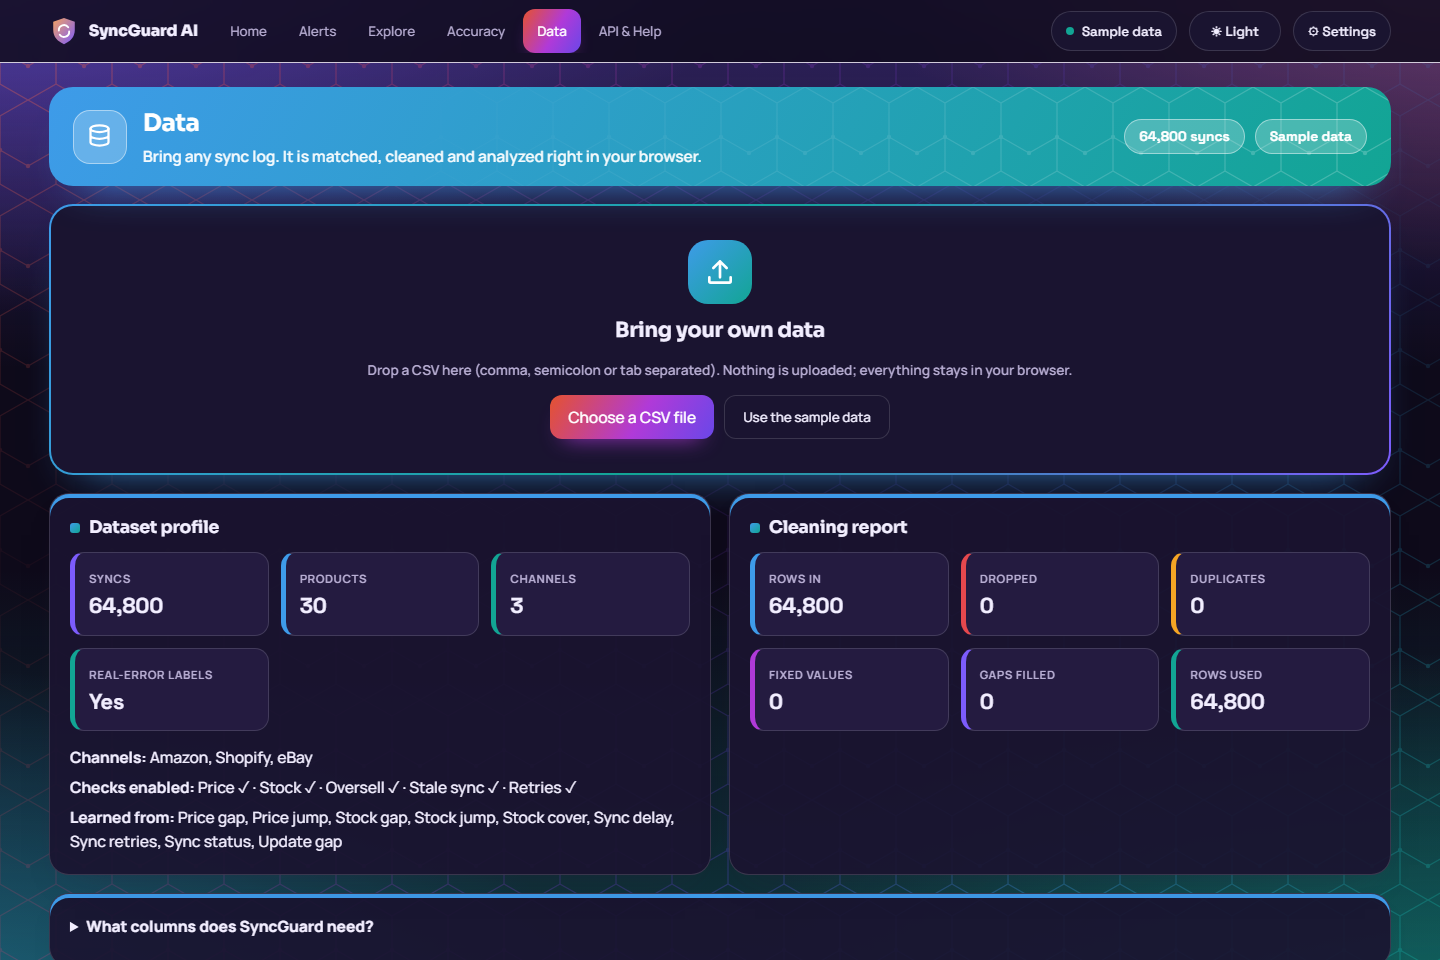 SyncGuard AI
Home
Alerts
Explore
Accuracy
Data
API & Help
Sample data
☀ Light
⚙ Settings
Data
Bring any sync log. It is matched, cleaned and analyzed right in your browser.
64,800 syncs
Sample data
Bring your own data
Drop a CSV here (comma, semicolon or tab separated). Nothing is uploaded; everything stays in your browser.
Choose a CSV file
Use the sample data
Dataset profile
SYNCS
64,800
PRODUCTS
30
CHANNELS
3
REAL-ERROR LABELS
Yes
Channels: Amazon, Shopify, eBay
Checks enabled: Price ✓ · Stock ✓ · Oversell ✓ · Stale sync ✓ · Retries ✓
Learned from: Price gap, Price jump, Stock gap, Stock jump, Stock cover, Sync delay,
Sync retries, Sync status, Update gap
Cleaning report
ROWS IN
64,800
DROPPED
0
DUPLICATES
0
FIXED VALUES
0
GAPS FILLED
0
ROWS USED
64,800
▶ What columns does SyncGuard need?